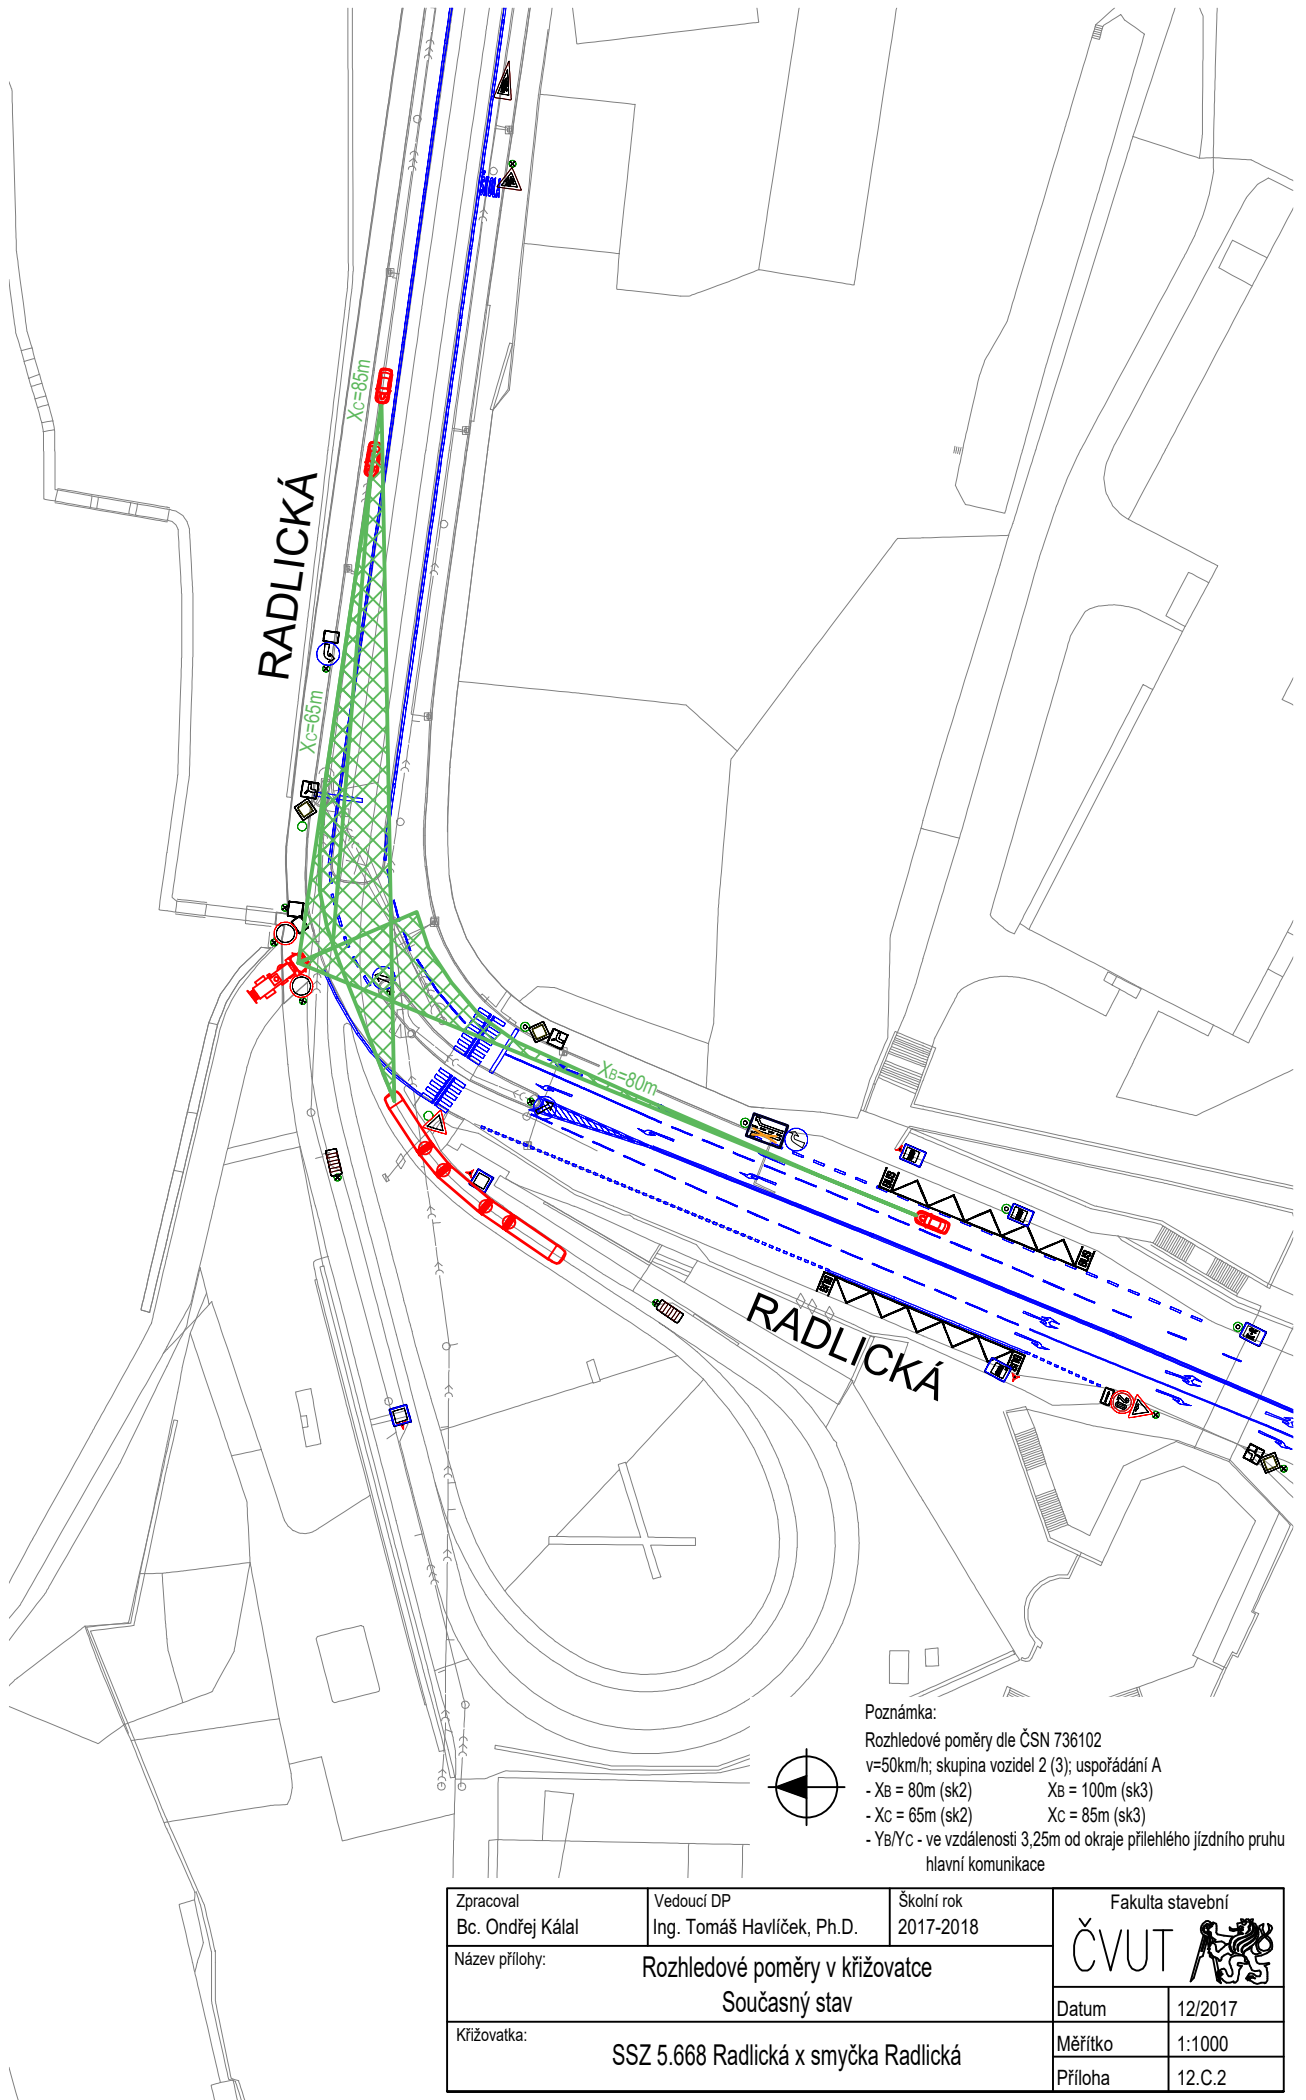 Xc=85m
RADLICKÁ
Xc=65m
XB=80m
BUS
BUS
BUS
BUS
RADLICKÁ
Poznámka:
Rozhledové poměry dle ČSN 736102
v=50km/h; skupina vozidel 2 (3); uspořádání A
- XB = 80m (sk2) XB = 100m (sk3)
- XC = 65m (sk2) XC = 85m (sk3)
- YB/YC - ve vzdálenosti 3,25m od okraje přilehlého jízdního pruhu
hlavní komunikace
Zpracoval
Bc. Ondřej Kálal
Vedoucí DP
Ing. Tomáš Havlíček, Ph.D.
Školní rok
2017-2018
Fakulta stavební
ČVUT
Název přílohy:
Rozhledové poměry v křižovatce
Současný stav
Datum
12/2017
Křižovatka:
SSZ 5.668 Radlická x smyčka Radlická
Měřítko
1:1000
Příloha
12.C.2